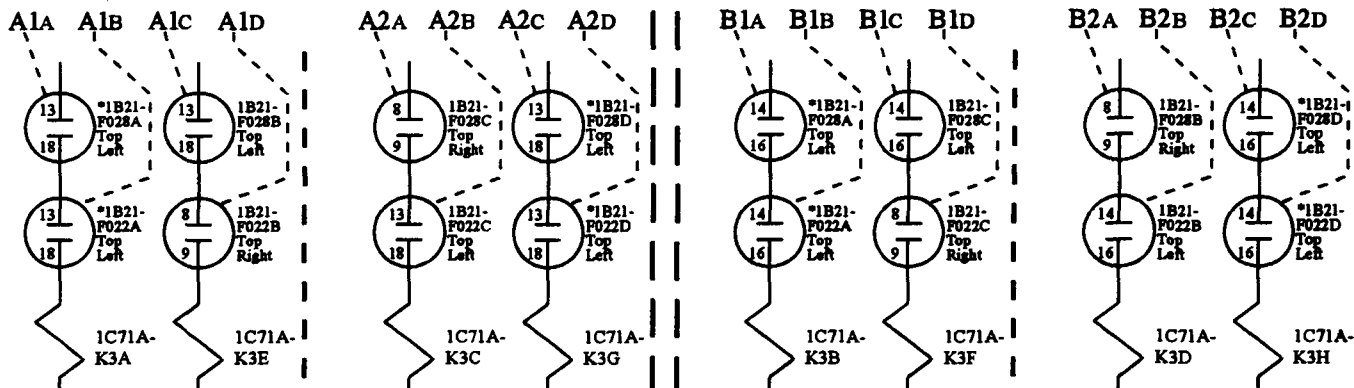 A1A A1B A1C A1D A2A A2B A2C A2D B1A B1B B1C B1D B2A B2B B2C B2D
13
18
*1B21-
F028A
Top
Left
13
18
1B21-
F028B
Top
Left
8
9
1B21-
F028C
Top
Right
13
18
*1B21-
F028D
Top
Left
14
16
*1B21-
F028A
Top
Left
14
16
1B21-
F028C
Top
Left
8
9
1B21-
F028B
Top
Right
14
16
*1B21-
F028D
Top
Left
13
18
*1B21-
F022A
Top
Left
8
9
1B21-
F022B
Top
Right
13
18
1B21-
F022C
Top
Left
13
18
*1B21-
F022D
Top
Left
14
16
*1B21-
F022A
Top
Left
8
9
1B21-
F022C
Top
Right
14
16
1B21-
F022B
Top
Left
14
16
*1B21-
F022D
Top
Left
1C71A-
K3A
1C71A-
K3E
1C71A-
K3C
1C71A-
K3G
1C71A-
K3B
1C71A-
K3F
1C71A-
K3D
1C71A-
K3H